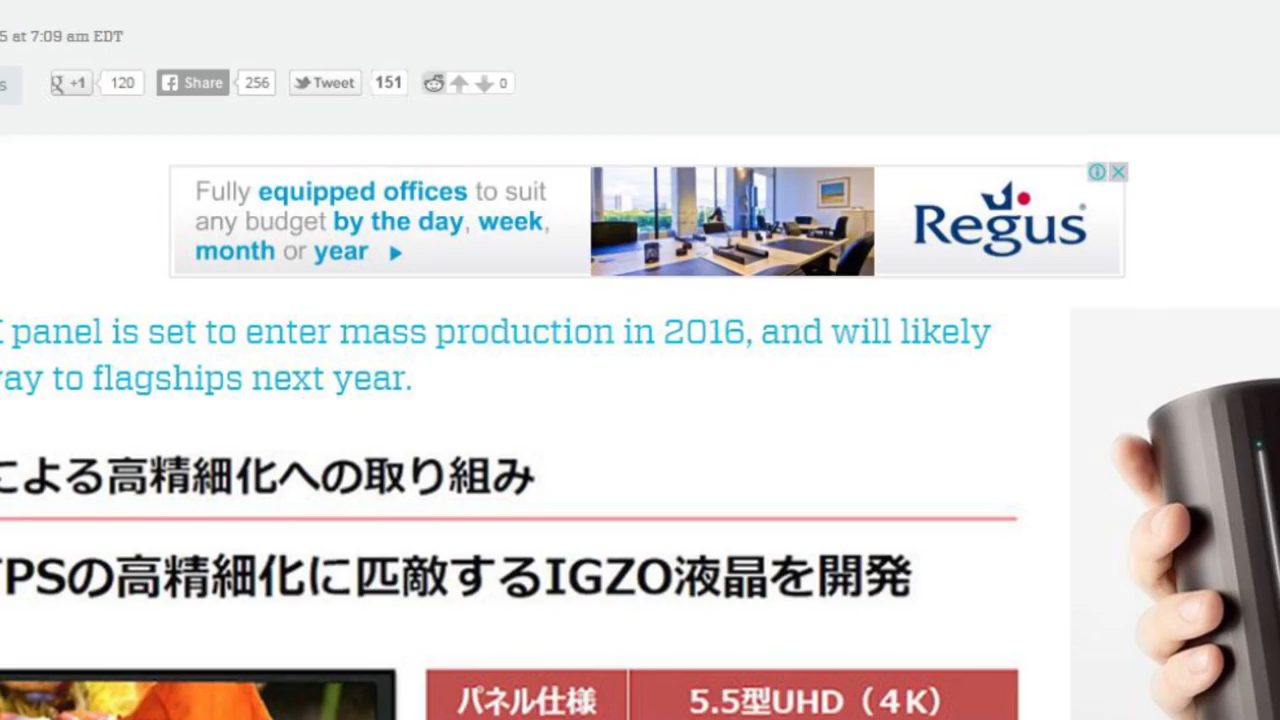 5 at 7:09 am EDT
s +1 120 Share 256 Tweet 151 0
Fully equipped offices to suit
any budget by the day, week,
month or year
Regus
panel is set to enter mass production in 2016, and will likely
way to flagships next year.
による高精細化への取り組み
TPSの高精細化に匹敵するIGZO液晶を開発
パネル仕様 5.5型UHD（4K）